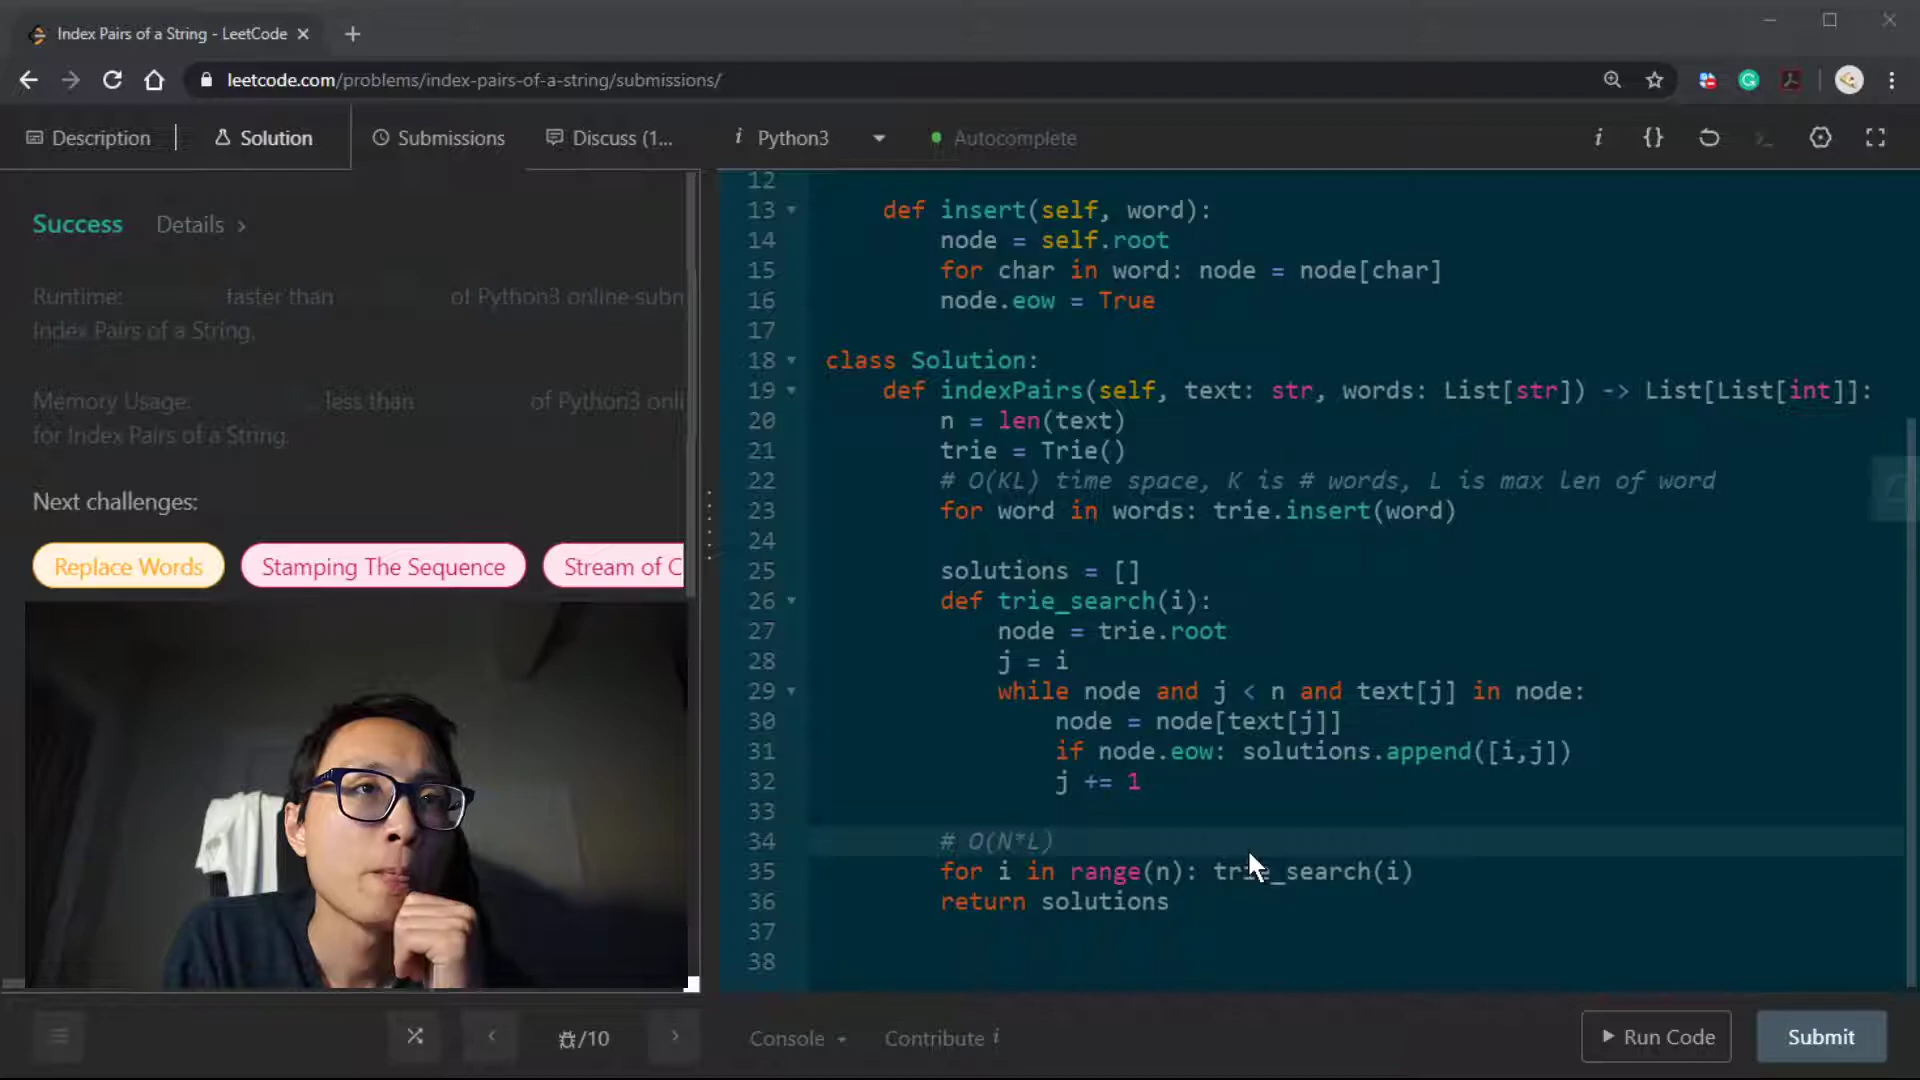 Index Pairs of a String - LeetCode
leetcode.com/problems/index-pairs-of-a-string/submissions/
Description
Solution
Submissions
Discuss (1...
Python3
Autocomplete
Success
Details
Runtime: faster than of Python3 online subn
Index Pairs of a String.
Memory Usage: less than of Python3 onli
for Index Pairs of a String.
Next challenges:
Replace Words
Stamping The Sequence
Stream of C
12
13 def insert(self, word):
14 node = self.root
15 for char in word: node = node[char]
16 node.eow = True
17
18 class Solution:
19 def indexPairs(self, text: str, words: List[str]) -> List[List[int]]:
20 n = len(text)
21 trie = Trie()
22 # O(KL) time space, K is # words, L is max len of word
23 for word in words: trie.insert(word)
24
25 solutions = []
26 def trie_search(i):
27 node = trie.root
28 j = i
29 while node and j < n and text[j] in node:
30 node = node[text[j]]
31 if node.eow: solutions.append([i,j])
32 j += 1
33
34 # O(N*L)
35 for i in range(n): trie_search(i)
36 return solutions
37
38
/10
Console
Contribute i
Run Code
Submit